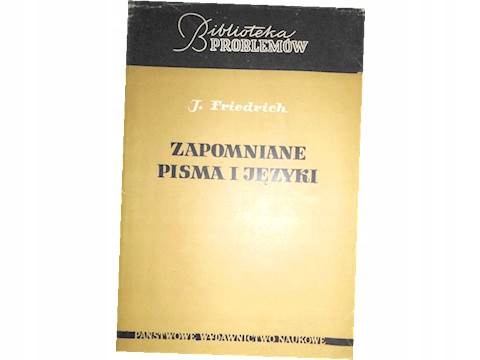 Biblioteka
PROBLEMÓW
J. Friedrich
ZAPOMNIANE
PISMA I JĘZYKI
PAŃSTWOWE WYDAWNICTWO NAUKOWE